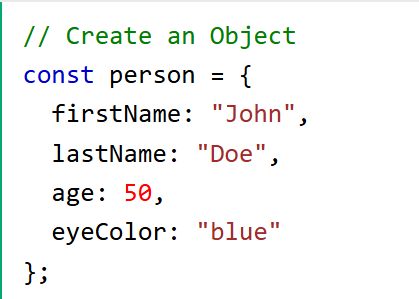 // Create an Object
const person = {
  firstName: "John",
  lastName: "Doe",
  age: 50,
  eyeColor: "blue"
};